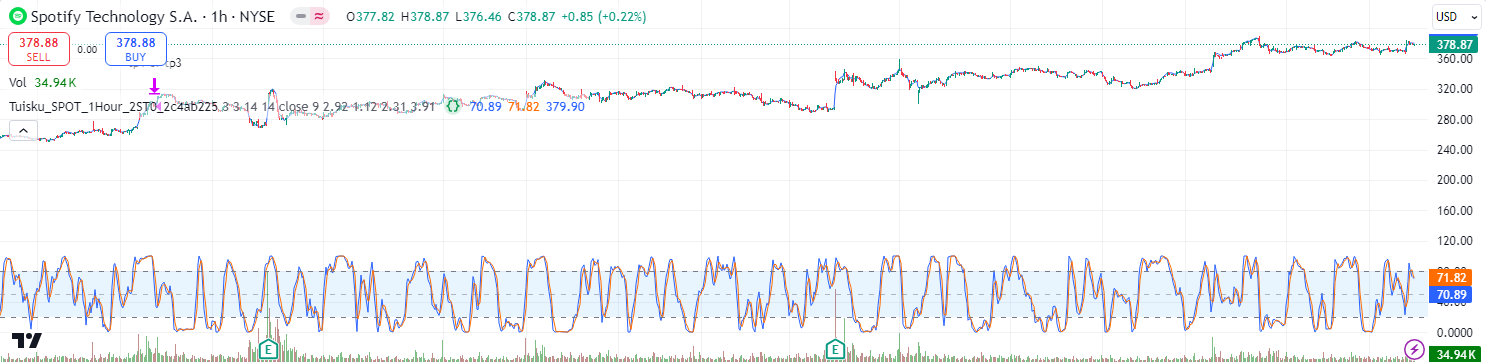 Spotify Technology S.A. · 1h · NYSE O377.82 H378.87 L376.46 C378.87 +0.85 (+0.22%)
USD
378.88 SELL
0.00
378.88 BUY
Vol 34.94K
Tuisku_SPOT_1Hour_2ST0_2c4ab225 3 3 14 14 close 9 2.92 1.12 2.31 3.91 70.89 71.82 379.90
378.87
360.00
320.00
280.00
240.00
200.00
160.00
120.00
71.82
70.89
0.0000
34.94K
E
E